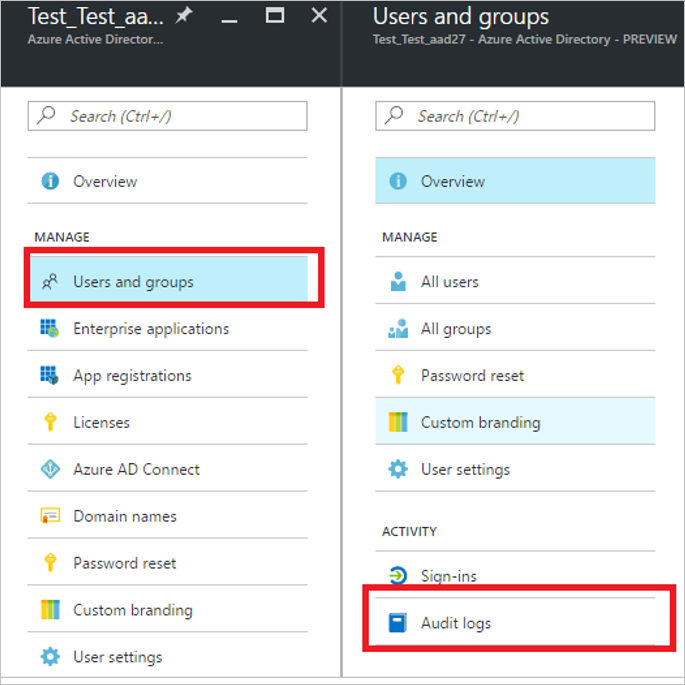 Test_Test_aa...
Azure Active Director...
Search (Ctrl+/)
Overview
MANAGE
Users and groups
Enterprise applications
App registrations
Licenses
Azure AD Connect
Domain names
Password reset
Custom branding
User settings
Users and groups
Test_Test_aad27 - Azure Active Directory - PREVIEW
Search (Ctrl+/)
Overview
MANAGE
All users
All groups
Password reset
Custom branding
User settings
ACTIVITY
Sign-ins
Audit logs